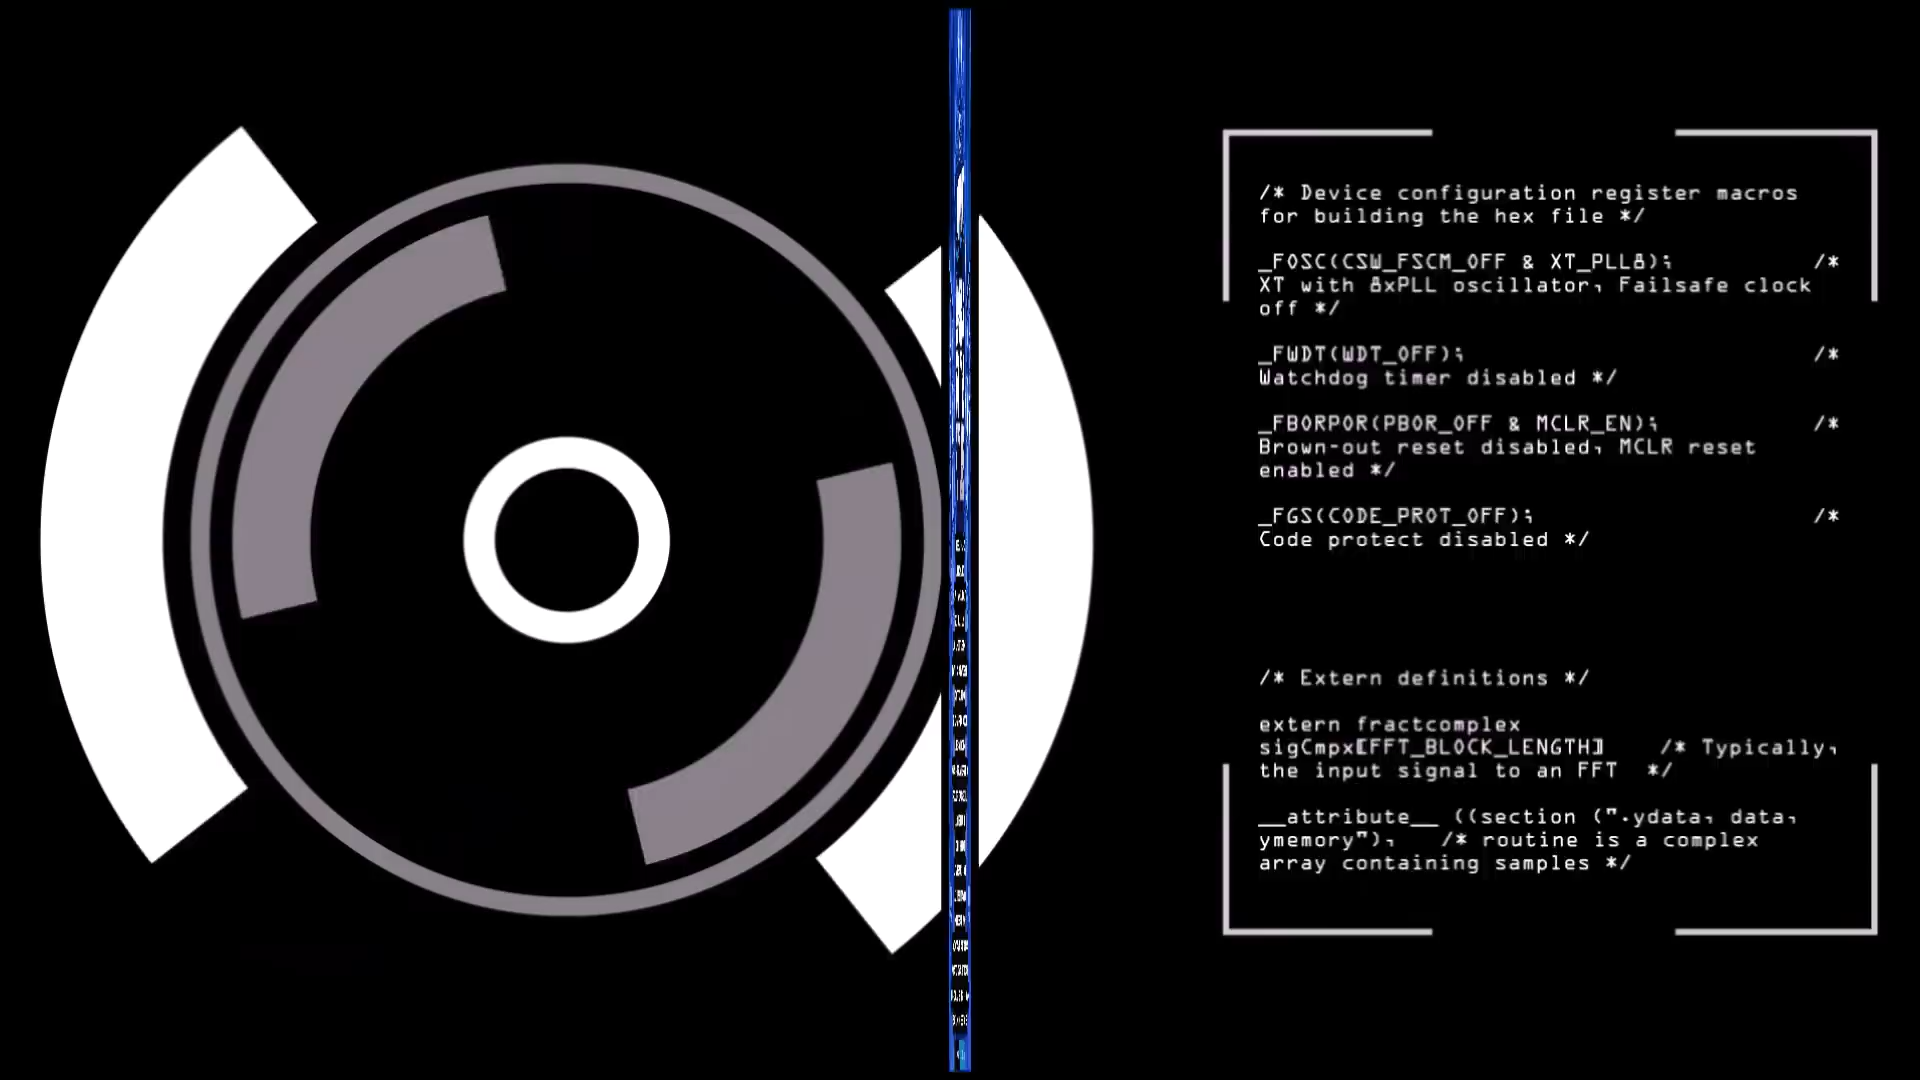 /* Device configuration register macros
for building the hex file */
_FOSC(CSW_FSCM_OFF & XT_PLL8); /*
XT with 8xPLL oscillator, Failsafe clock
off */
_FWDT(WDT_OFF); /*
Watchdog timer disabled */
_FBORPOR(PBOR_OFF & MCLR_EN); /*
Brown-out reset disabled, MCLR reset
enabled */
_FGS(CODE_PROT_OFF); /*
Code protect disabled */
/* Extern definitions */
extern fractcomplex
sigCmpx[FFT_BLOCK_LENGTH] /* Typically,
the input signal to an FFT */
__attribute__ ((section (".ydata, data,
ymemory"), /* routine is a complex
array containing samples */